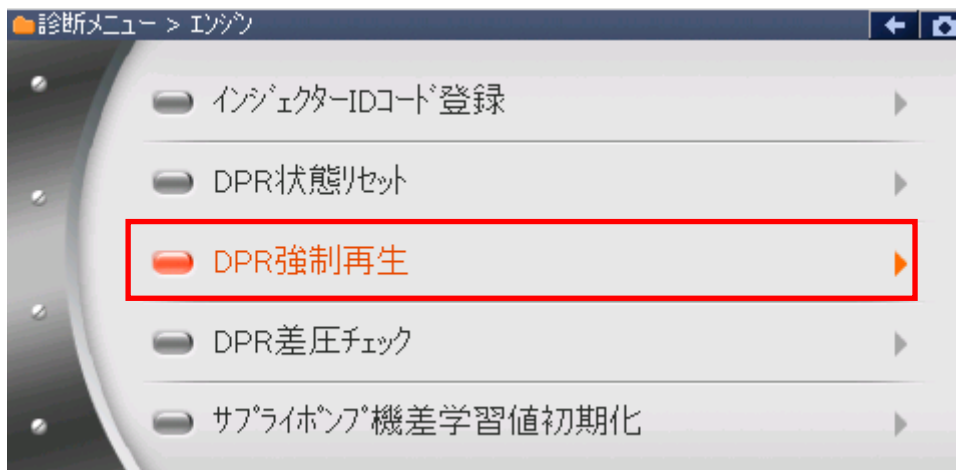 診断メニュー > エンジン
インジェクターIDコード登録
DPR状態リセット
DPR強制再生
DPR差圧チェック
サプライポンプ機差学習値初期化